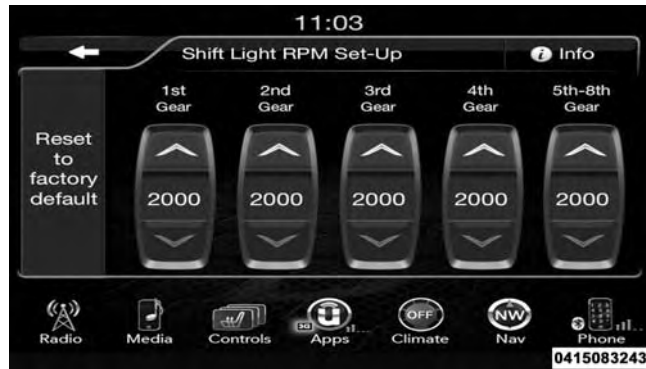 11:03
Shift Light RPM Set-Up
i Info
1st Gear
2nd Gear
3rd Gear
4th Gear
5th-8th Gear
Reset
to
factory
default
2000 2000 2000 2000 2000
3G
U
OFF
NW
Radio Media Controls Apps Climate Nav Phone
0415083243